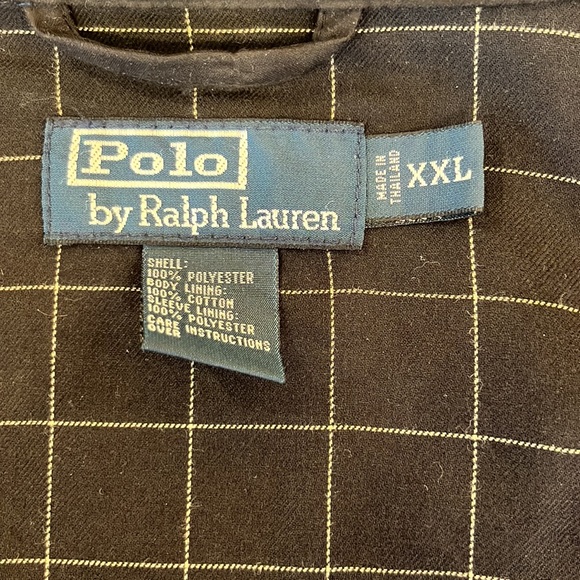 Polo
by Ralph Lauren
MADE IN
THAILAND
XXL
SHELL:
100% POLYESTER
BODY LINING:
100% COTTON
SLEEVE LINING:
100% POLYESTER
CARE INSTRUCTIONS
OVER